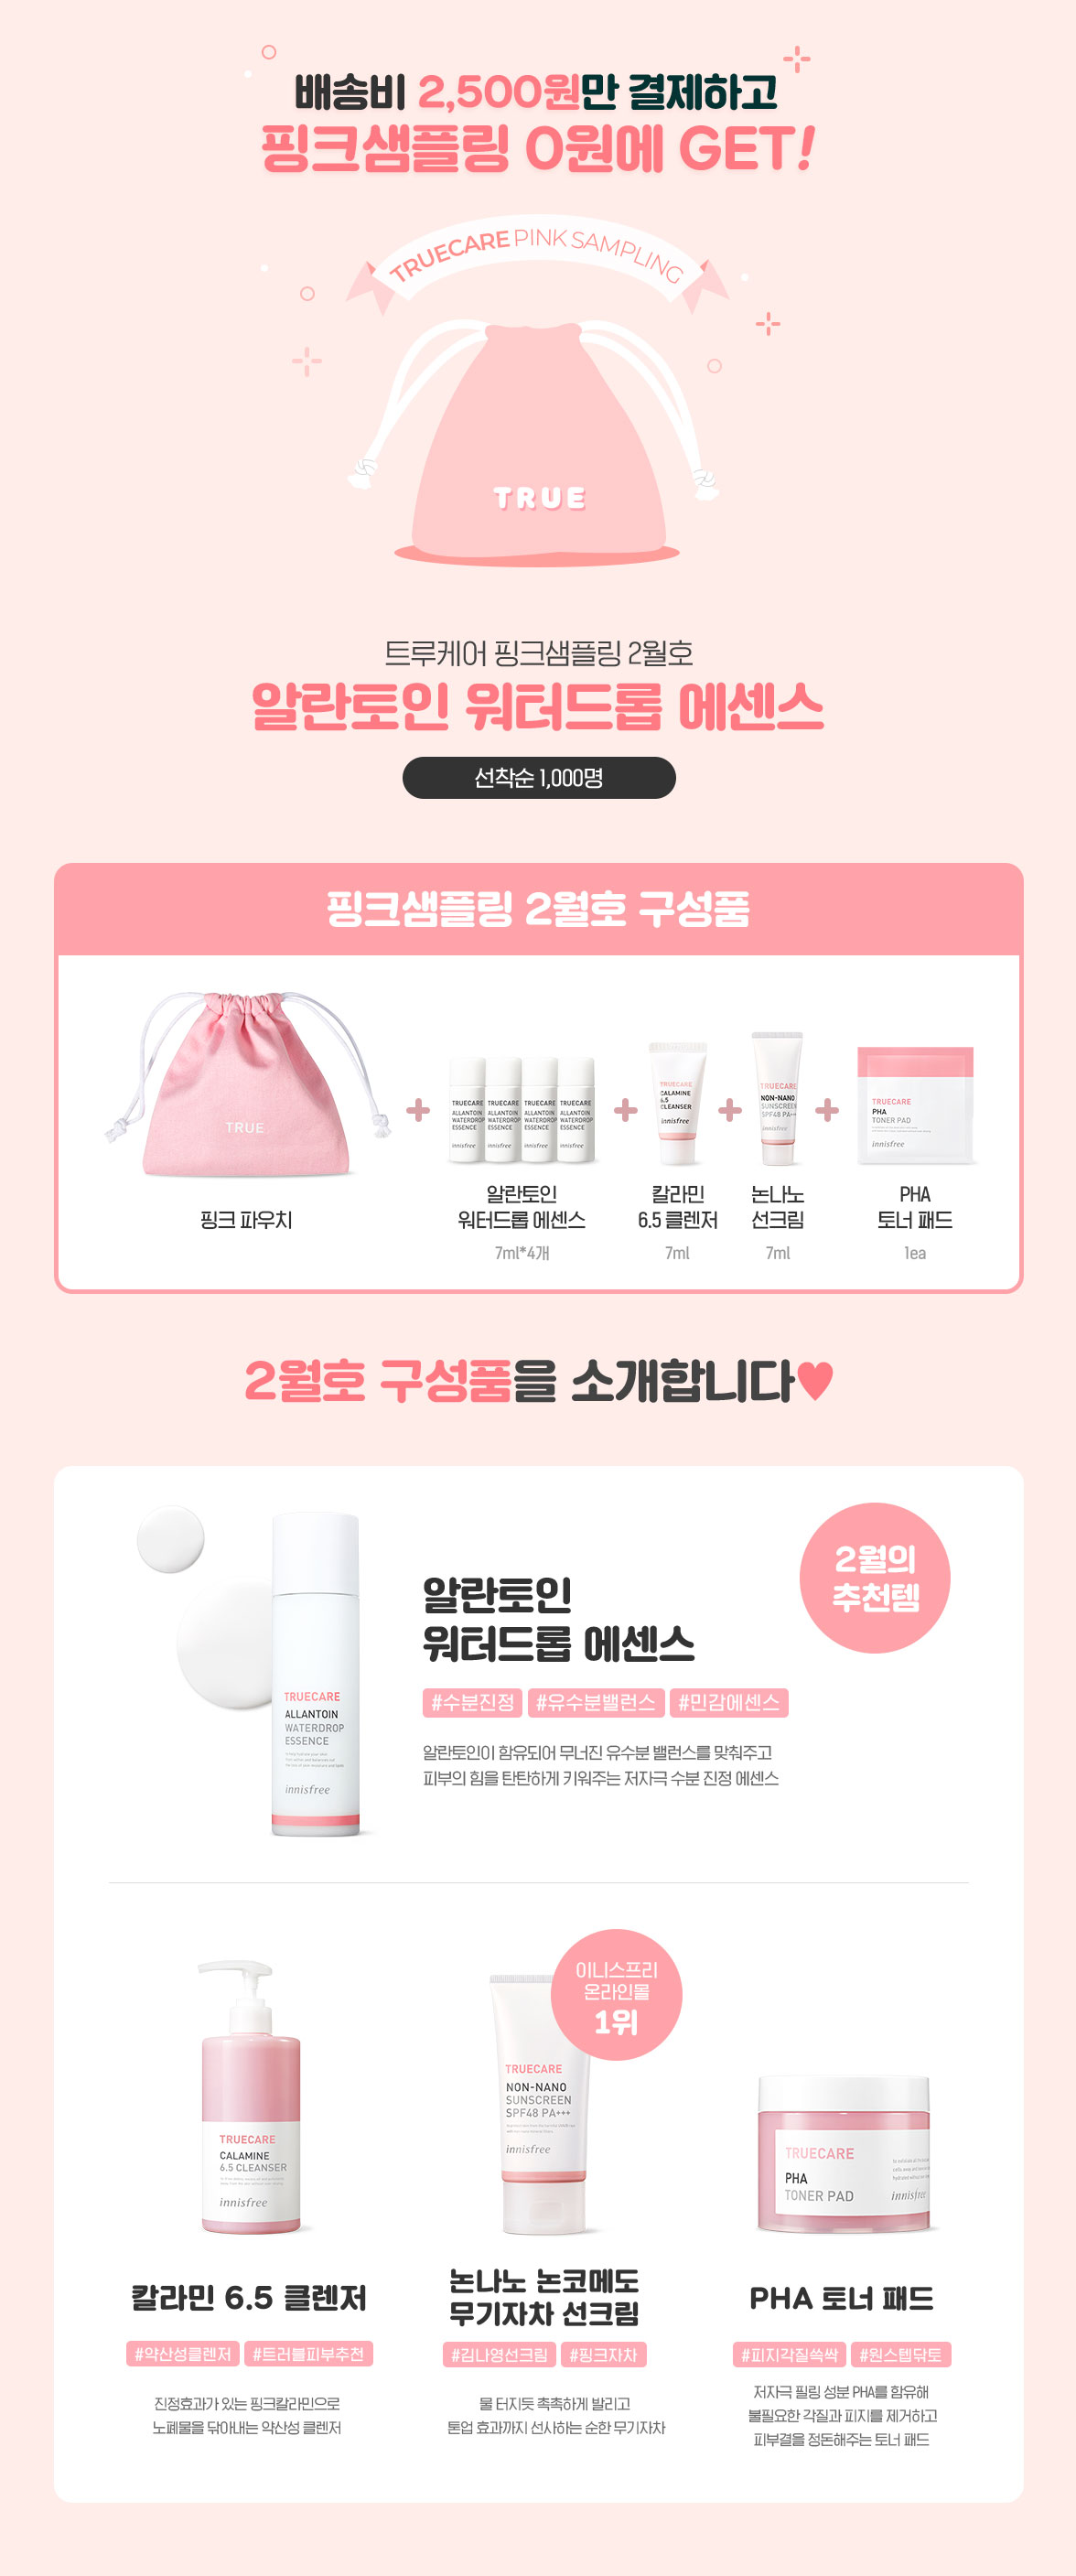 배송비 2,500원만 결제하고
핑크샘플링 0원에 GET!
TRUECARE PINK SAMPLING
TRUE
트루케어 핑크샘플링 2월호
알란토인 워터드롭 에센스
선착순 1,000명
핑크샘플링 2월호 구성품
TRUE
TRUECARE
ALLANTOIN
WATERDROP
ESSENCE
innisfree
TRUECARE
ALLANTOIN
WATERDROP
ESSENCE
innisfree
TRUECARE
ALLANTOIN
WATERDROP
ESSENCE
innisfree
TRUECARE
ALLANTOIN
WATERDROP
ESSENCE
innisfree
TRUECARE
CALAMINE
6.5
CLEANSER
innisfree
TRUECARE
NON-NANO
SUNSCREEN
SPF48 PA+++
innisfree
TRUECARE
PHA
TONER PAD
innisfree
핑크 파우치
알란토인
워터드롭 에센스
7ml*4개
칼라민
6.5 클렌저
7ml
논나노
선크림
7ml
PHA
토너 패드
1ea
2월호 구성품을 소개합니다♥
TRUECARE
ALLANTOIN
WATERDROP
ESSENCE
innisfree
2월의
추천템
알란토인
워터드롭 에센스
#수분진정 #유수분밸런스 #민감에센스
알란토인이 함유되어 무너진 유수분 밸런스를 맞춰주고
피부의 힘을 탄탄하게 키워주는 저자극 수분 진정 에센스
TRUECARE
CALAMINE
6.5 CLEANSER
innisfree
이니스프리
온라인몰
1위
TRUECARE
NON-NANO
SUNSCREEN
SPF48 PA+++
innisfree
TRUECARE
PHA
TONER PAD
innisfree
칼라민 6.5 클렌저
#약산성클렌저 #트러블피부추천
진정효과가 있는 핑크칼라민으로
노폐물을 닦아내는 약산성 클렌저
논나노 논코메도
무기자차 선크림
#김나영선크림 #핑크자차
물 터지듯 촉촉하게 발리고
톤업 효과까지 선사하는 순한 무기자차
PHA 토너 패드
#피지각질쓱싹 #원스텝닦토
저자극 필링 성분 PHA를 함유해
불필요한 각질과 피지를 제거하고
피부결을 정돈해주는 토너 패드